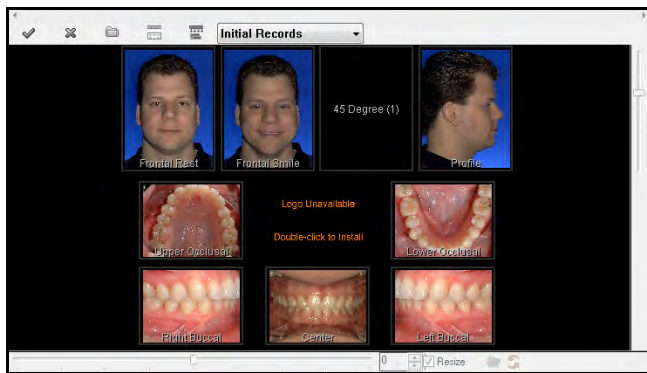 Initial Records
Frontal Rest
Frontal Smile
45 Degree (1)
Profile
Upper Occlusal
Logo Unavailable
Double-click to Install
Lower Occlusal
Right Buccal
Center
Left Buccal
0
Resize